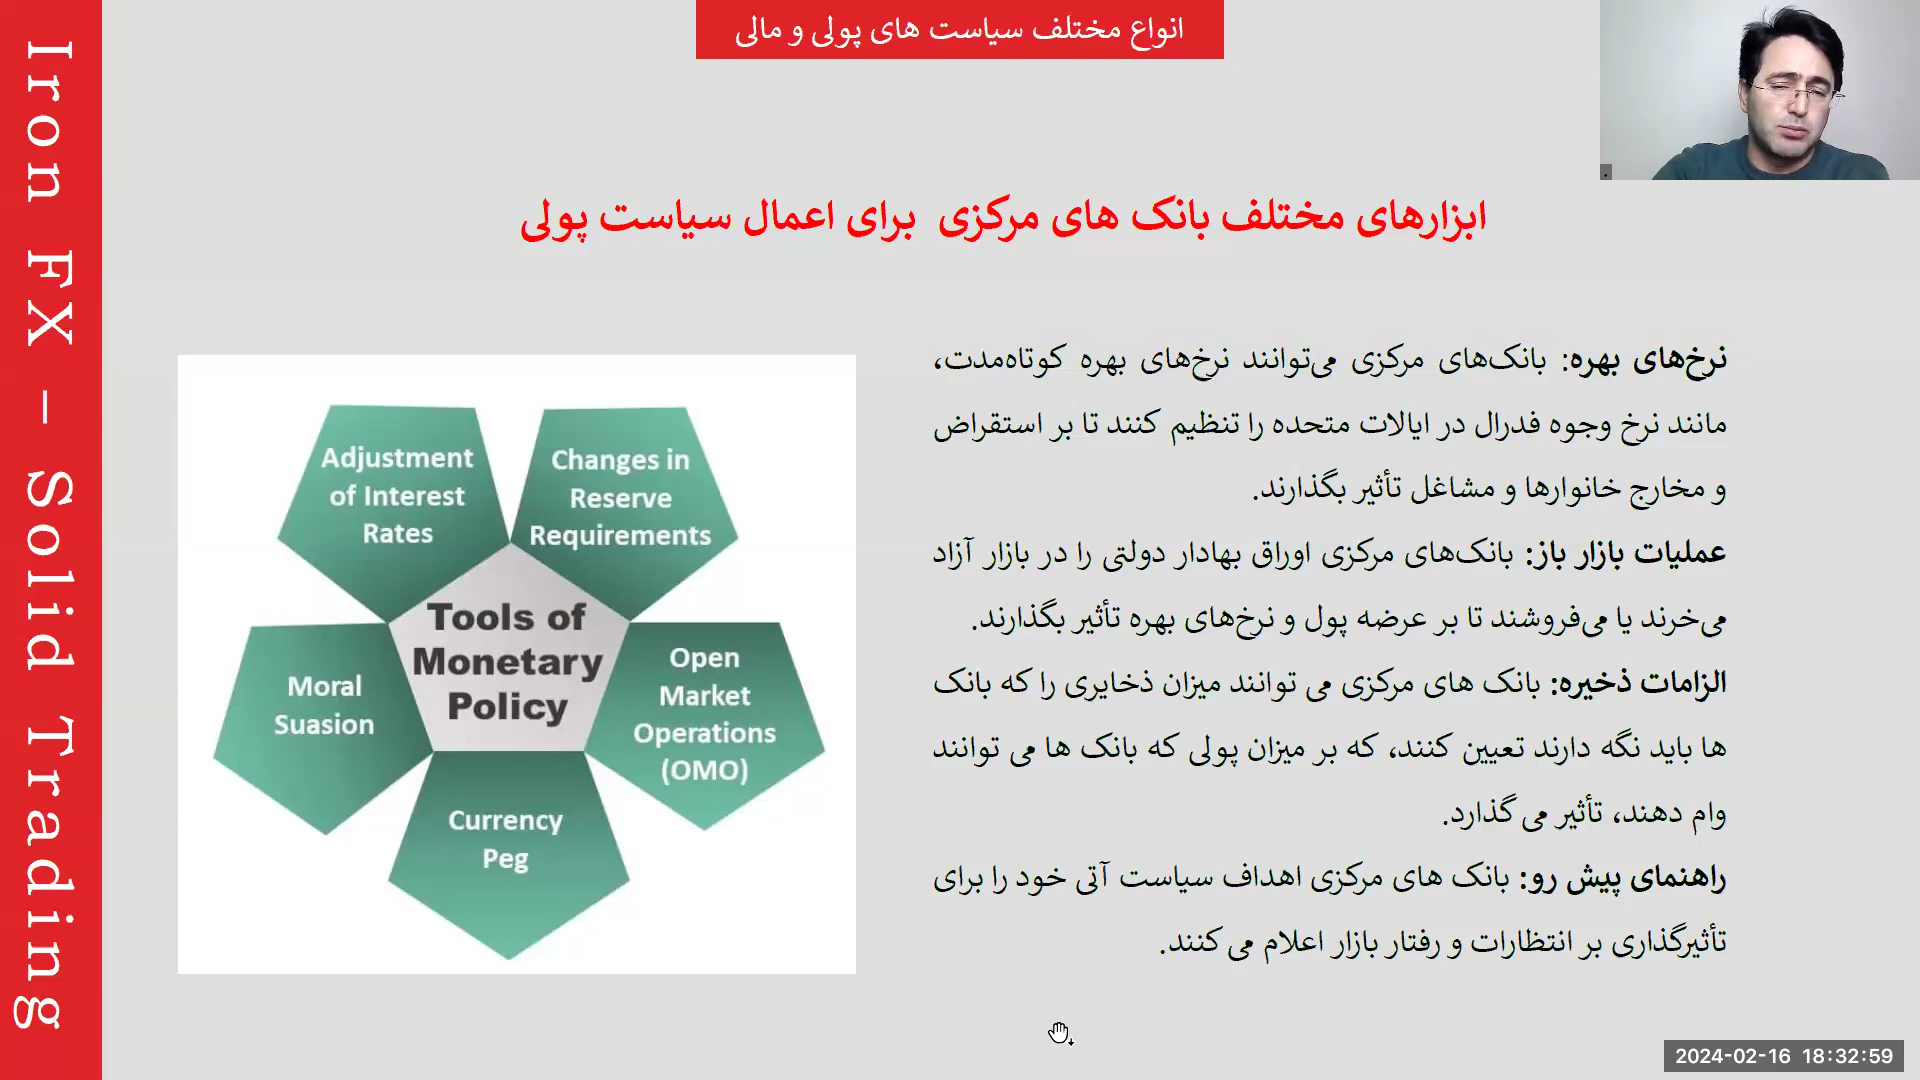 انواع مختلف سیاست های پولی و مالی
Iron FX – Solid Trading
ابزارهای مختلف بانک های مرکزی برای اعمال سیاست پولی
نرخ‌های بهره: بانک‌های مرکزی می‌توانند نرخ‌های بهره کوتاه‌مدت،
مانند نرخ وجوه فدرال در ایالات متحده را تنظیم کنند تا بر استقراض
و مخارج خانوارها و مشاغل تأثیر بگذارند.
عملیات بازار باز: بانک‌های مرکزی اوراق بهادار دولتی را در بازار آزاد
می‌خرند یا می‌فروشند تا بر عرضه پول و نرخ‌های بهره تأثیر بگذارند.
الزامات ذخیره: بانک های مرکزی می توانند میزان ذخایری را که بانک
ها باید نگه دارند تعیین کنند، که بر میزان پولی که بانک ها می توانند
وام دهند، تأثیر می گذارد.
راهنمای پیش رو: بانک های مرکزی اهداف سیاست آتی خود را برای
تأثیرگذاری بر انتظارات و رفتار بازار اعلام می کنند.
Adjustment
of Interest
Rates
Changes in
Reserve
Requirements
Tools of
Monetary
Policy
Moral
Suasion
Open
Market
Operations
(OMO)
Currency
Peg
2024-02-16 18:32:59